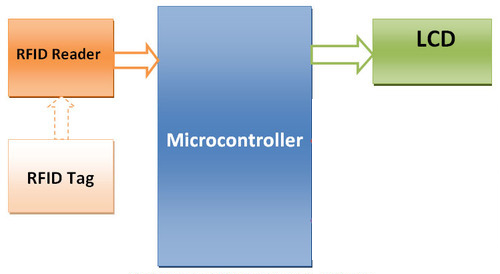 RFID Reader
LCD
Microcontroller
RFID Tag